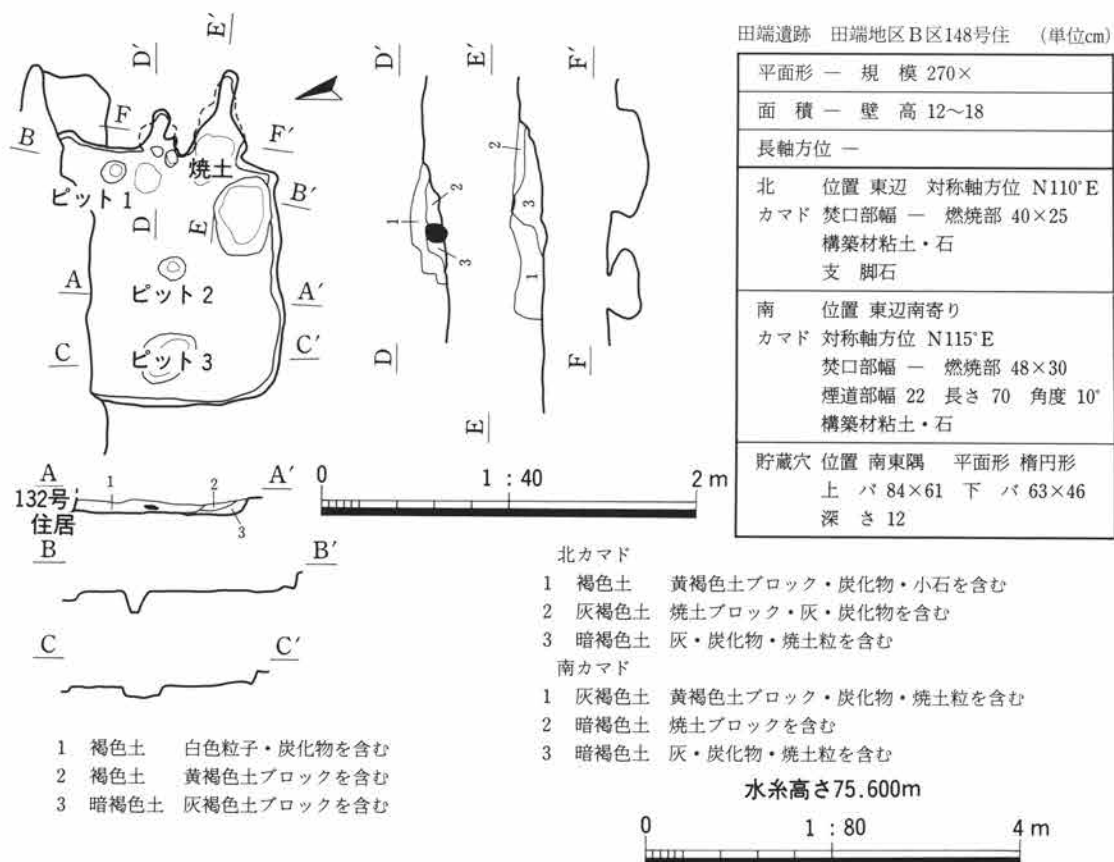 田端遺跡 田端地区B区148号住 (単位cm)
平面形 ― 規 模 270×
面 積 ― 壁 高 12〜18
長軸方位 ―
北 位置 東辺 対称軸方位 N110°E
カマド 焚口部幅 ― 燃焼部 40×25
構築材粘土・石
支 脚石
南 位置 東辺南寄り
カマド 対称軸方位 N115°E
焚口部幅 ― 燃焼部 48×30
煙道部幅 22 長さ 70 角度 10°
構築材粘土・石
貯蔵穴 位置 南東隅 平面形 楕円形
上 バ 84×61 下 バ 63×46
深 さ 12
E′
D′
B
F
F′
焼土
ピット1
B′
D
E
ピット2
A
A′
ピット3
C
C′
D′
E′
F′
2
1
2
3
3
1
D
F
E
A
A′
1
2
3
132号
住居
B
B′
C
C′
0 1:40 2m
1 褐色土 白色粒子・炭化物を含む
2 褐色土 黄褐色土ブロックを含む
3 暗褐色土 灰褐色土ブロックを含む
北カマド
1 褐色土 黄褐色土ブロック・炭化物・小石を含む
2 灰褐色土 焼土ブロック・灰・炭化物を含む
3 暗褐色土 灰・炭化物・焼土粒を含む
南カマド
1 灰褐色土 黄褐色土ブロック・炭化物・焼土粒を含む
2 暗褐色土 焼土ブロックを含む
3 暗褐色土 灰・炭化物・焼土粒を含む
水糸高さ75.600m
0 1:80 4m